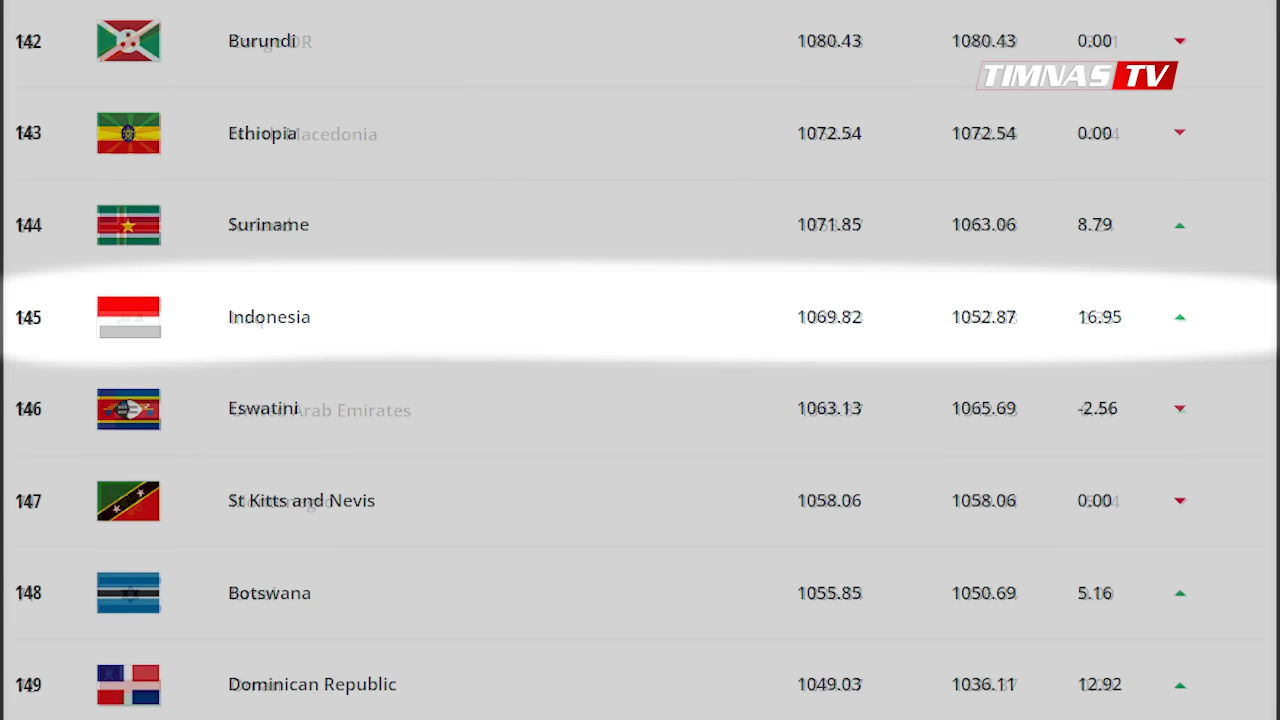 142 Burundi 1080.43 1080.43 0.00
TIMNAS TV
143 Ethiopia Macedonia 1072.54 1072.54 0.00
144 Suriname 1071.85 1063.06 8.79
145 Indonesia 1069.82 1052.87 16.95
146 Eswatini Arab Emirates 1063.13 1065.69 -2.56
147 St Kitts and Nevis 1058.06 1058.06 0.00
148 Botswana 1055.85 1050.69 5.16
149 Dominican Republic 1049.03 1036.11 12.92